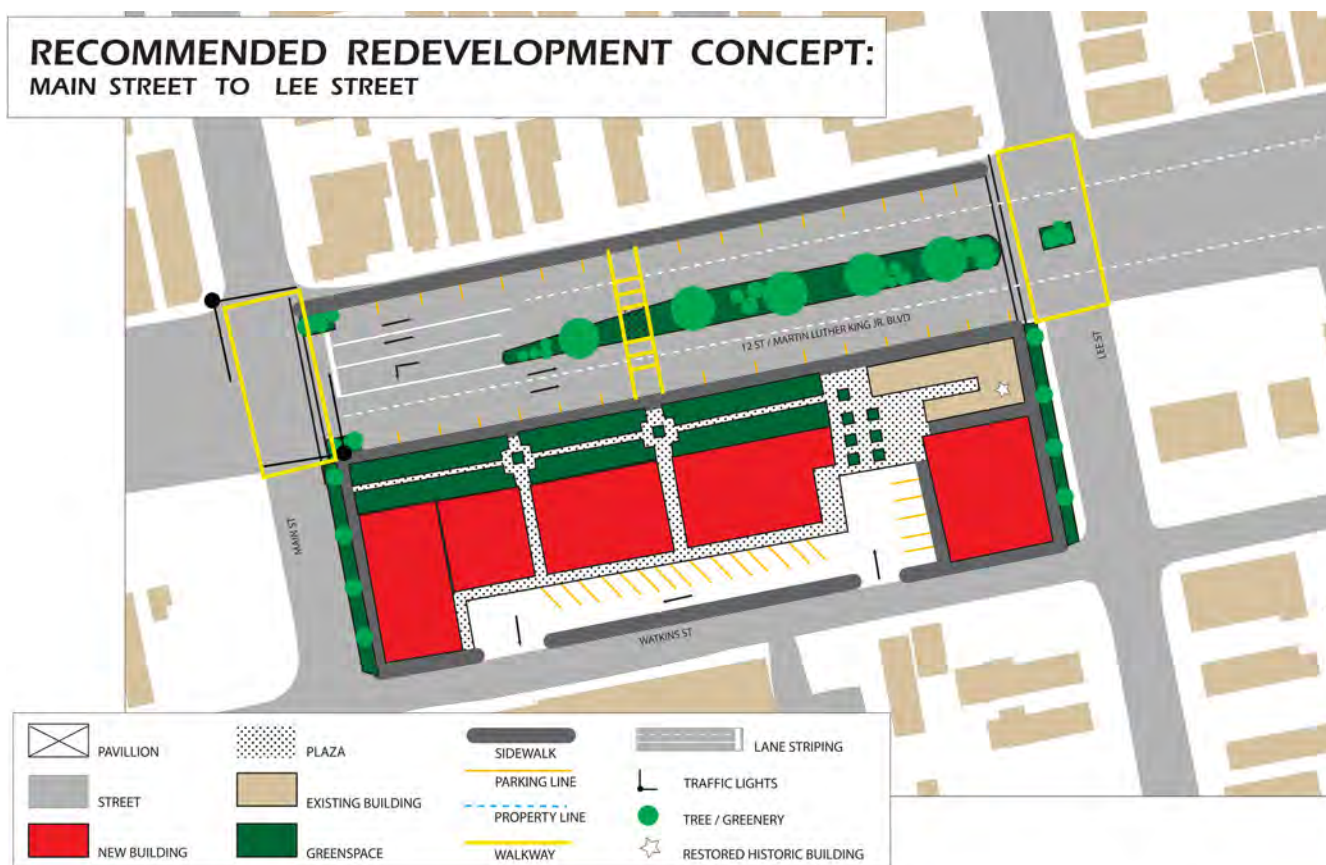 RECOMMENDED REDEVELOPMENT CONCEPT:
MAIN STREET TO LEE STREET
12 ST / MARTIN LUTHER KING JR. BLVD
LEE ST
MAIN ST
WATKINS ST
PAVILLION
PLAZA
SIDEWALK
LANE STRIPING
STREET
EXISTING BUILDING
PARKING LINE
TRAFFIC LIGHTS
PROPERTY LINE
TREE / GREENERY
NEW BUILDING
GREENSPACE
WALKWAY
RESTORED HISTORIC BUILDING